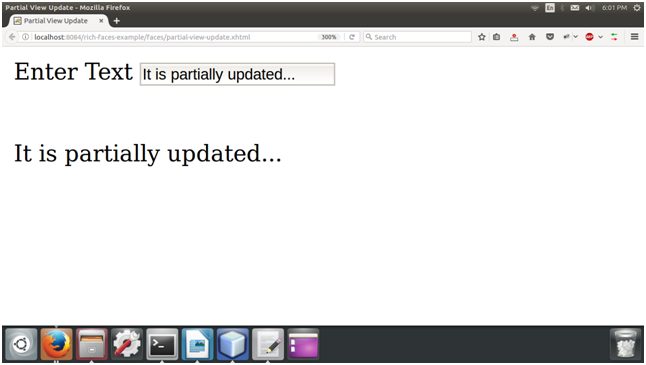 Partial View Update - Mozilla Firefox
En
6:01 PM
Partial View Update
localhost:8084/rich-faces-example/faces/partial-view-update.xhtml
300%
Search
ABP
Enter Text It is partially updated...
It is partially updated...